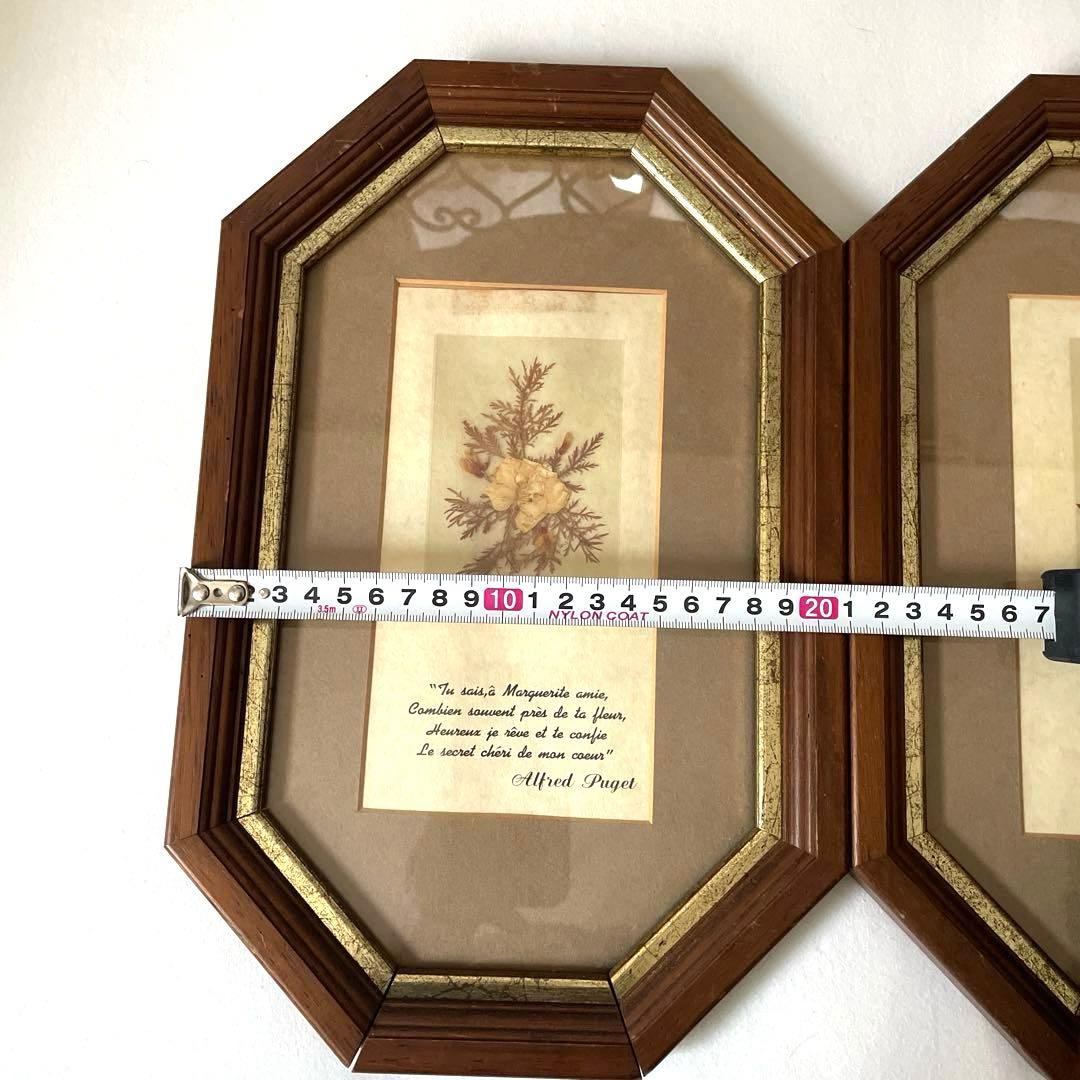 2 3 4 5 6 7 8 9 10 1 2 3 4 5 6 7 8 9 20 1 2 3 4 5 6 7
3.5m NYLON COAT
"Tu sais,à Marguerite amie,
Combien souvent près de ta fleur,
Heureux je rêve et te confie
Le secret chéri de mon coeur"
Alfred Puget